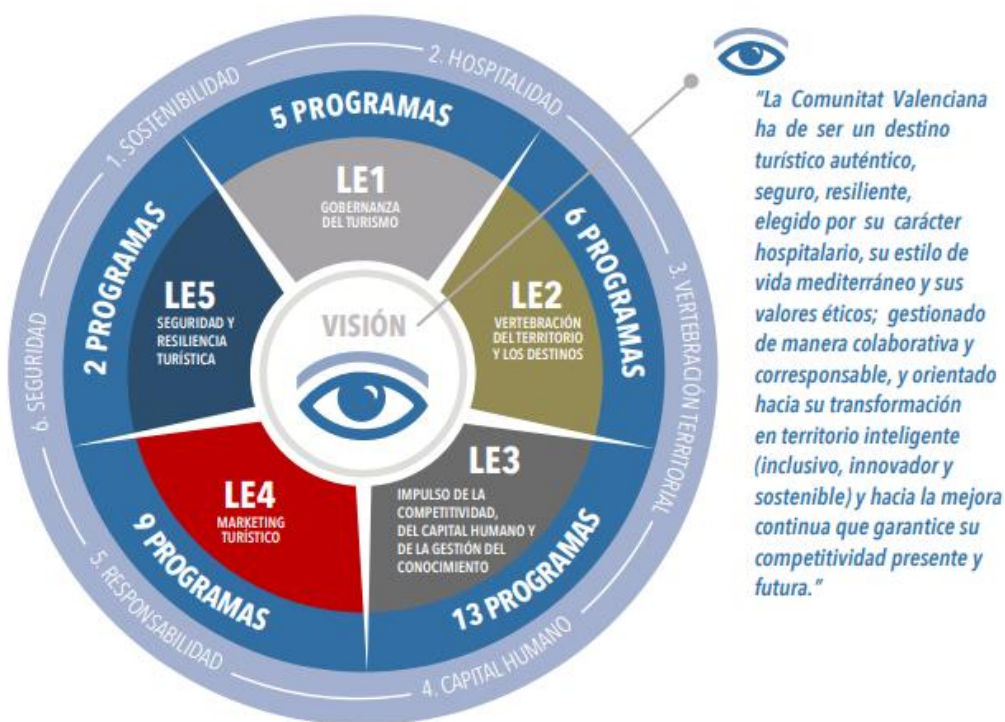 1. SOSTENIBILIDAD
2. HOSPITALIDAD
3. VERTEBRACIÓN TERRITORIAL
4. CAPITAL HUMANO
5. RESPONSABILIDAD
6. SEGURIDAD
5 PROGRAMAS
LE1
GOBERNANZA
DEL TURISMO
6 PROGRAMAS
LE2
VERTEBRACIÓN
DEL TERRITORIO
Y LOS DESTINOS
13 PROGRAMAS
LE3
IMPULSO DE LA
COMPETITIVIDAD,
DEL CAPITAL HUMANO Y
DE LA GESTIÓN DEL
CONOCIMIENTO
9 PROGRAMAS
LE4
MARKETING
TURÍSTICO
2 PROGRAMAS
LE5
SEGURIDAD Y
RESILIENCIA
TURÍSTICA
VISIÓN
"La Comunitat Valenciana
ha de ser un destino
turístico auténtico,
seguro, resiliente,
elegido por su carácter
hospitalario, su estilo de
vida mediterráneo y sus
valores éticos; gestionado
de manera colaborativa y
corresponsable, y orientado
hacia su transformación
en territorio inteligente
(inclusivo, innovador y
sostenible) y hacia la mejora
continua que garantice su
competitividad presente y
futura."